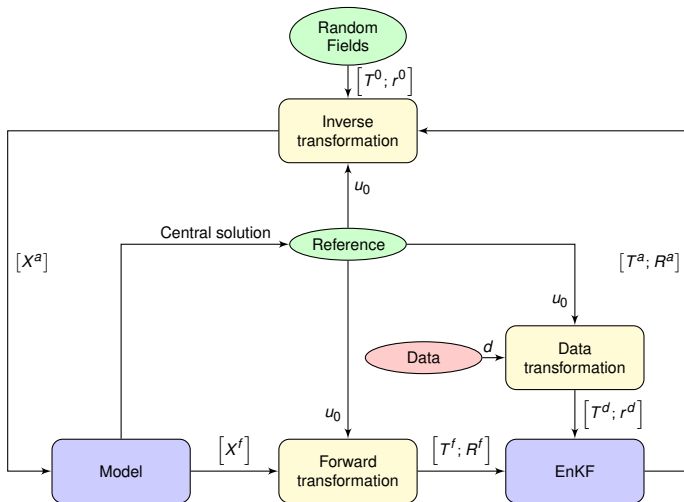 Random
Fields
[T⁰; r⁰]
Inverse
transformation
u₀
Central solution
Reference
[Xᵃ]
[Tᵃ; Rᵃ]
u₀
Data
d
Data
transformation
u₀
[Tᵈ; rᵈ]
Model
[Xᶠ]
Forward
transformation
[Tᶠ; Rᶠ]
EnKF